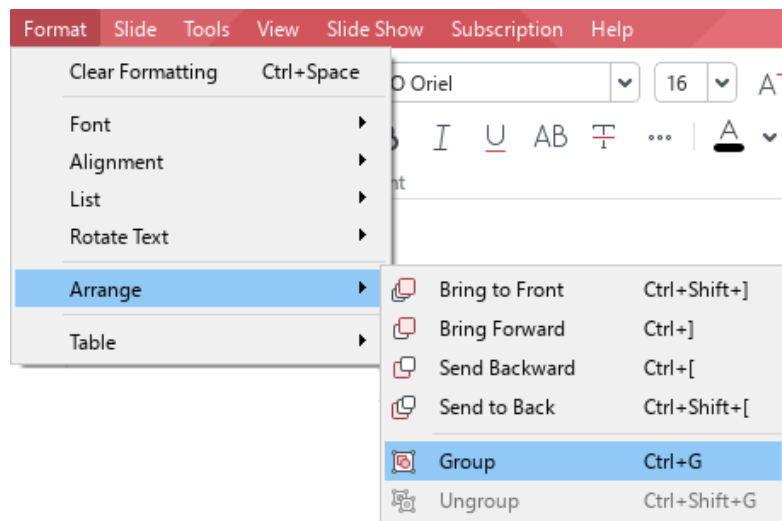 Format Slide Tools View Slide Show Subscription Help
Clear Formatting Ctrl+Space
O Oriel 16 A
Font
I U AB T ... A
Alignment
nt
List
Rotate Text
Arrange
Bring to Front Ctrl+Shift+]
Bring Forward Ctrl+]
Table
Send Backward Ctrl+[
Send to Back Ctrl+Shift+[
Group Ctrl+G
Ungroup Ctrl+Shift+G